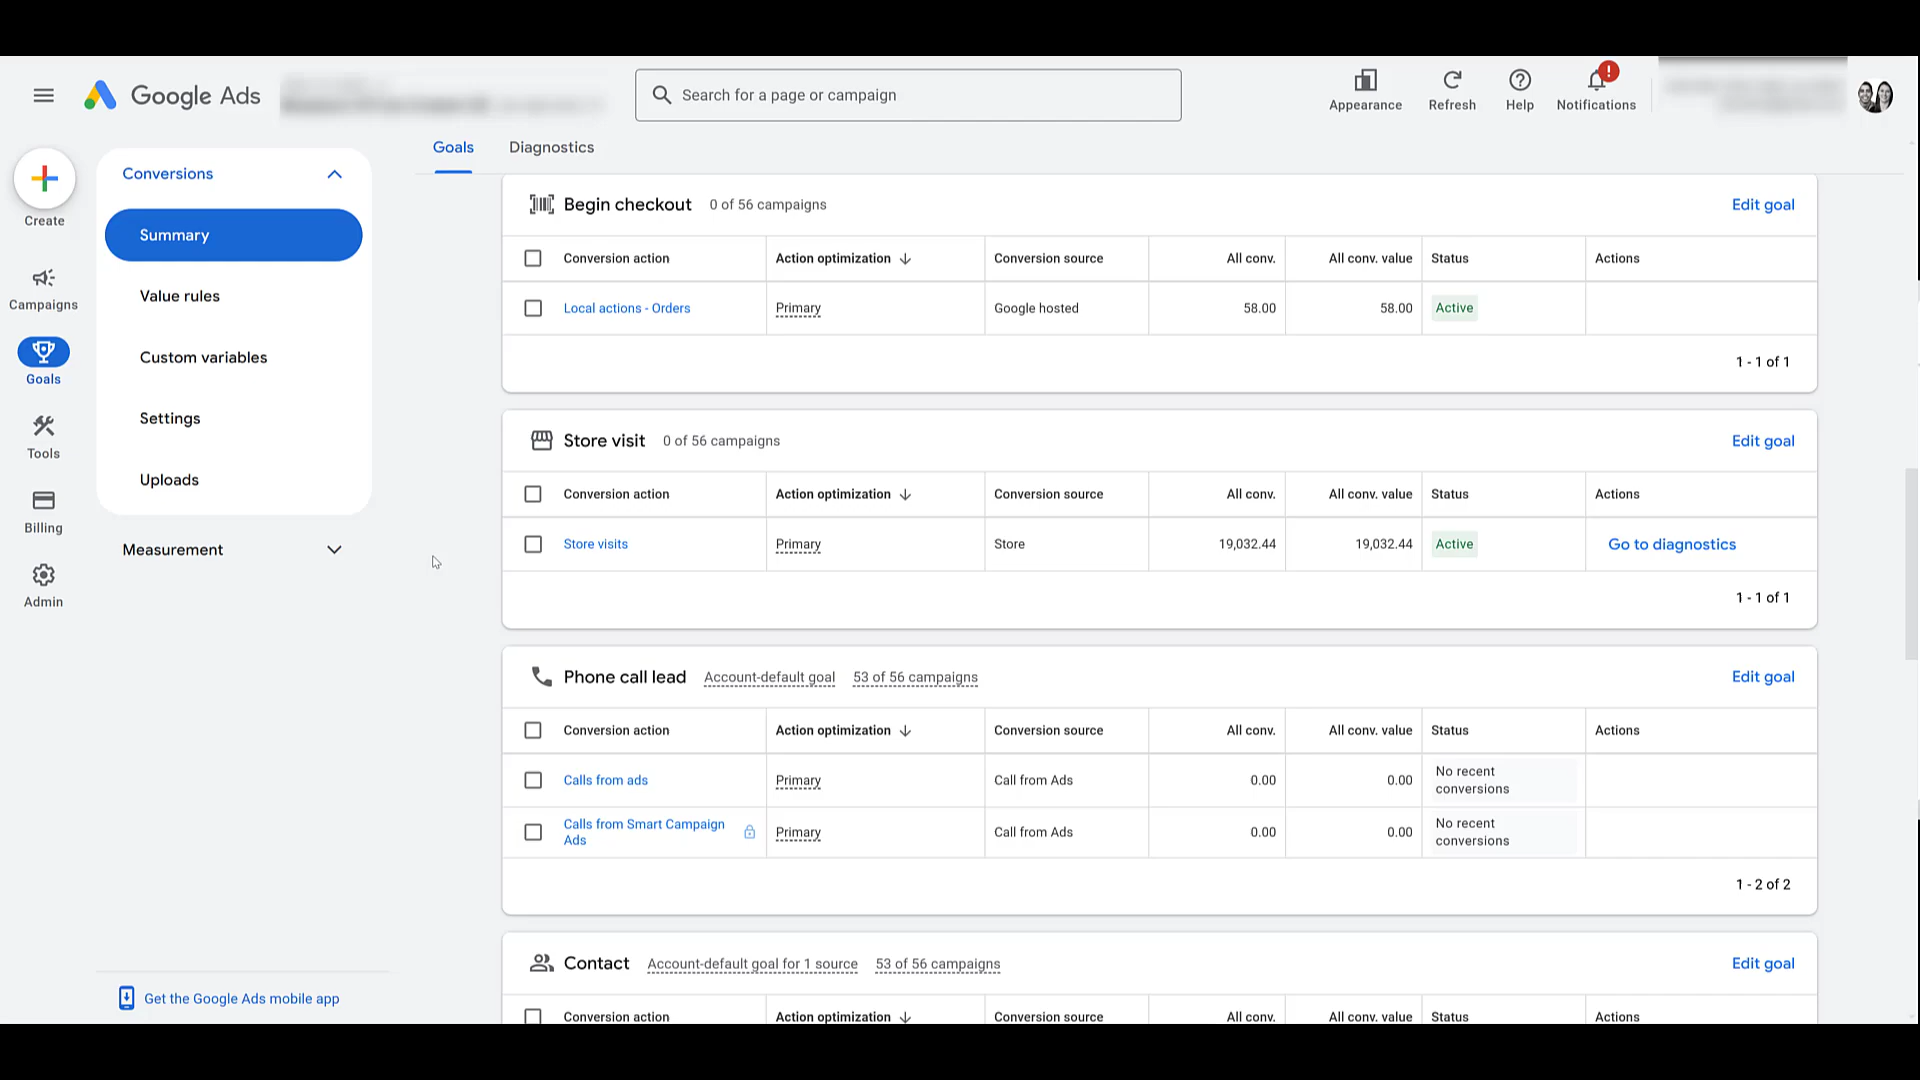 Google Ads
Search for a page or campaign
Appearance
Refresh
Help
!
Notifications
Create
Campaigns
Goals
Tools
Billing
Admin
Conversions
Summary
Value rules
Custom variables
Settings
Uploads
Measurement
Get the Google Ads mobile app
Goals Diagnostics
Begin checkout 0 of 56 campaigns Edit goal
Conversion action Action optimization Conversion source All conv. All conv. value Status Actions
Local actions - Orders Primary Google hosted 58.00 58.00 Active
1 - 1 of 1
Store visit 0 of 56 campaigns Edit goal
Conversion action Action optimization Conversion source All conv. All conv. value Status Actions
Store visits Primary Store 19,032.44 19,032.44 Active Go to diagnostics
1 - 1 of 1
Phone call lead Account-default goal 53 of 56 campaigns Edit goal
Conversion action Action optimization Conversion source All conv. All conv. value Status Actions
Calls from ads Primary Call from Ads 0.00 0.00 No recent
conversions
Calls from Smart Campaign
Ads Primary Call from Ads 0.00 0.00 No recent
conversions
1 - 2 of 2
Contact Account-default goal for 1 source 53 of 56 campaigns Edit goal
Conversion action Action optimization Conversion source All conv. All conv. value Status Actions